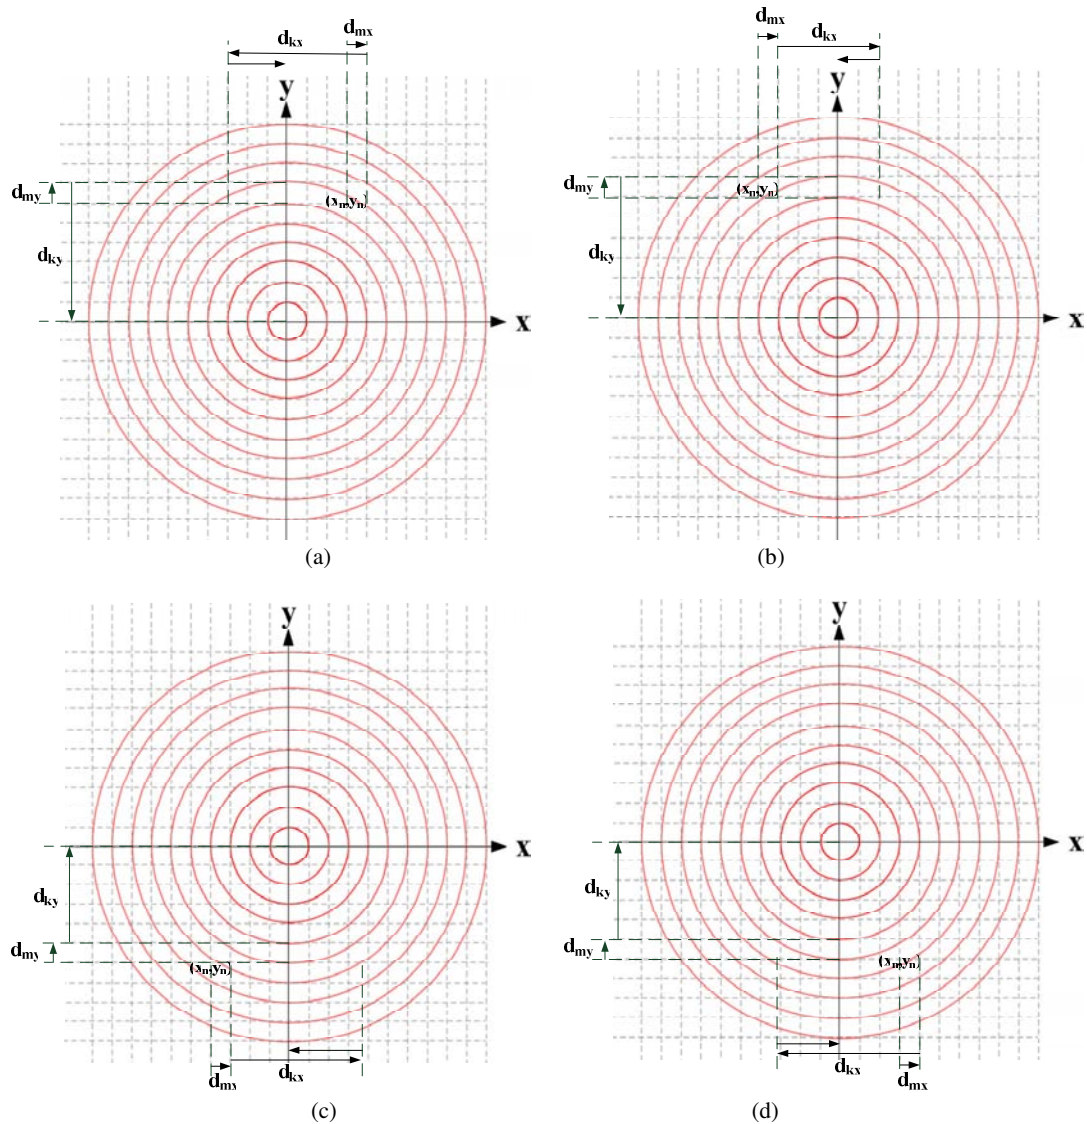 dmx
dkx
y
dmy
(xn,yn)
dky
x
(a)
dmx
dkx
y
dmy
(xn,yn)
dky
x
(b)
y
x
dky
dmy
(xn,yn)
dmx
dkx
(c)
y
x
dky
dmy
(xn,yn)
dkx
dmx
(d)